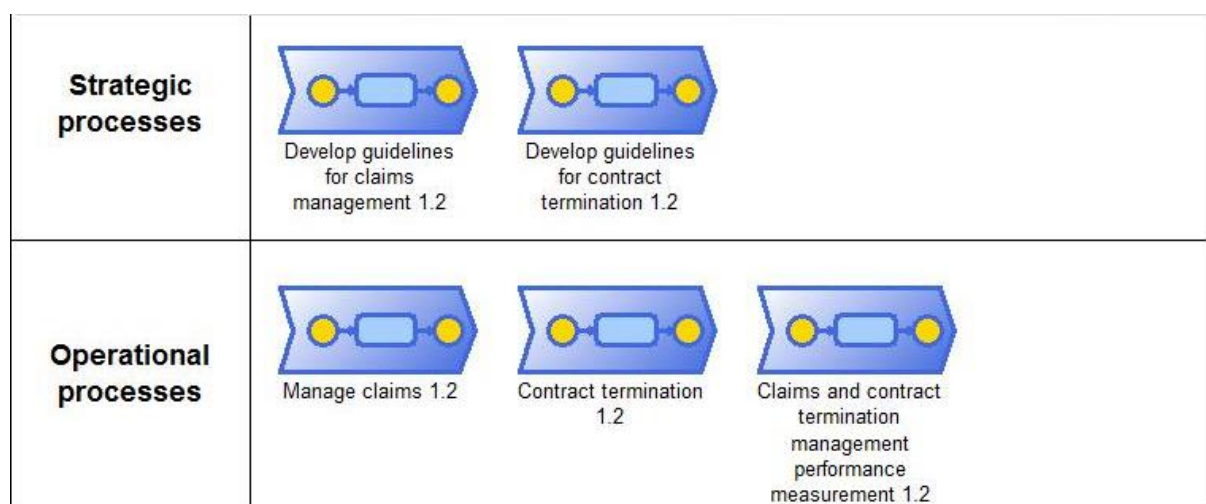 Strategic
processes
Develop guidelines
for claims
management 1.2
Develop guidelines
for contract
termination 1.2
Operational
processes
Manage claims 1.2
Contract termination
1.2
Claims and contract
termination
management
performance
measurement 1.2